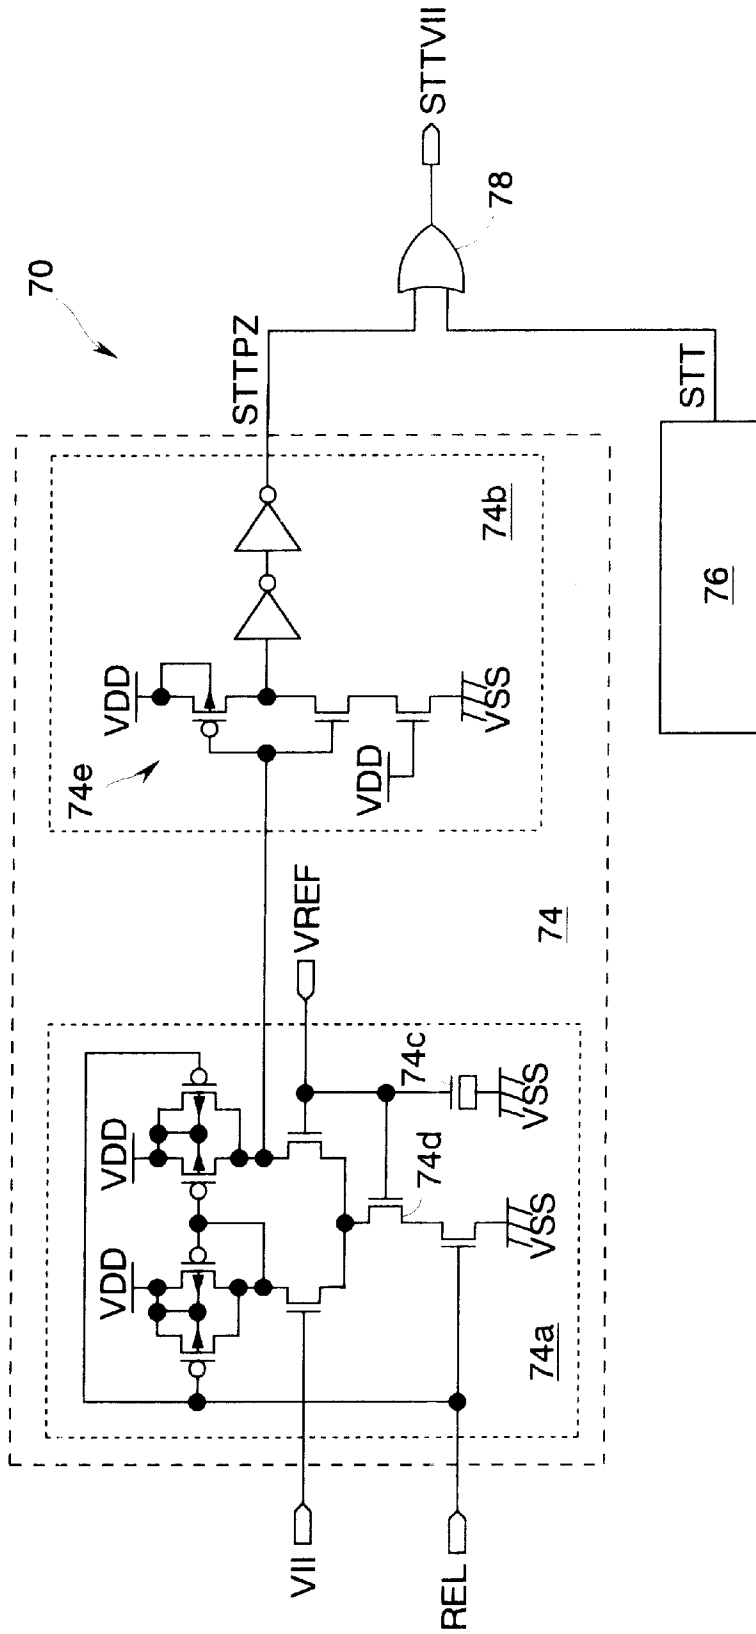 70
STTVII
78
STTPZ
STT
76
74b
VDD
74e
VDD
VSS
74
VREF
VDD
VDD
74c
74d
VSS
VSS
74a
VII
REL